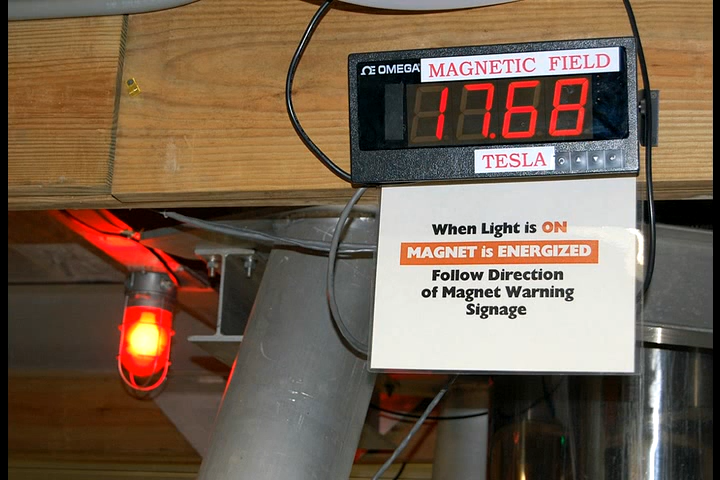 OMEGA
MAGNETIC FIELD
17.68
TESLA
When Light is ON
MAGNET is ENERGIZED
Follow Direction
of Magnet Warning
Signage